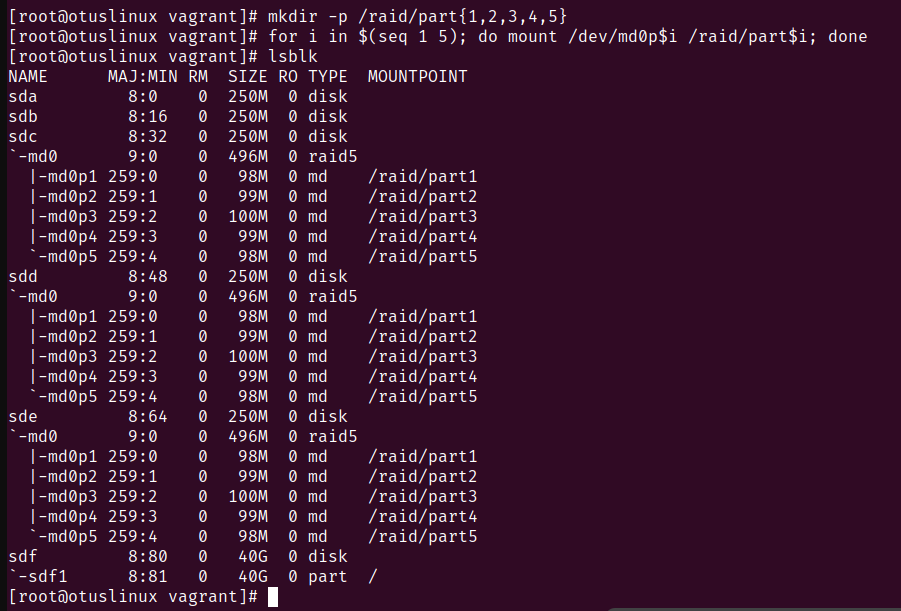 [root@otuslinux vagrant]# mkdir -p /raid/part{1,2,3,4,5}
[root@otuslinux vagrant]# for i in $(seq 1 5); do mount /dev/md0p$i /raid/part$i; done
[root@otuslinux vagrant]# lsblk
NAME      MAJ:MIN RM  SIZE RO TYPE  MOUNTPOINT
sda         8:0    0  250M  0 disk
sdb         8:16   0  250M  0 disk
sdc         8:32   0  250M  0 disk
`-md0       9:0    0  496M  0 raid5
  |-md0p1 259:0    0   98M  0 md    /raid/part1
  |-md0p2 259:1    0   99M  0 md    /raid/part2
  |-md0p3 259:2    0  100M  0 md    /raid/part3
  |-md0p4 259:3    0   99M  0 md    /raid/part4
  `-md0p5 259:4    0   98M  0 md    /raid/part5
sdd         8:48   0  250M  0 disk
`-md0       9:0    0  496M  0 raid5
  |-md0p1 259:0    0   98M  0 md    /raid/part1
  |-md0p2 259:1    0   99M  0 md    /raid/part2
  |-md0p3 259:2    0  100M  0 md    /raid/part3
  |-md0p4 259:3    0   99M  0 md    /raid/part4
  `-md0p5 259:4    0   98M  0 md    /raid/part5
sde         8:64   0  250M  0 disk
`-md0       9:0    0  496M  0 raid5
  |-md0p1 259:0    0   98M  0 md    /raid/part1
  |-md0p2 259:1    0   99M  0 md    /raid/part2
  |-md0p3 259:2    0  100M  0 md    /raid/part3
  |-md0p4 259:3    0   99M  0 md    /raid/part4
  `-md0p5 259:4    0   98M  0 md    /raid/part5
sdf         8:80   0   40G  0 disk
`-sdf1      8:81   0   40G  0 part  /
[root@otuslinux vagrant]#